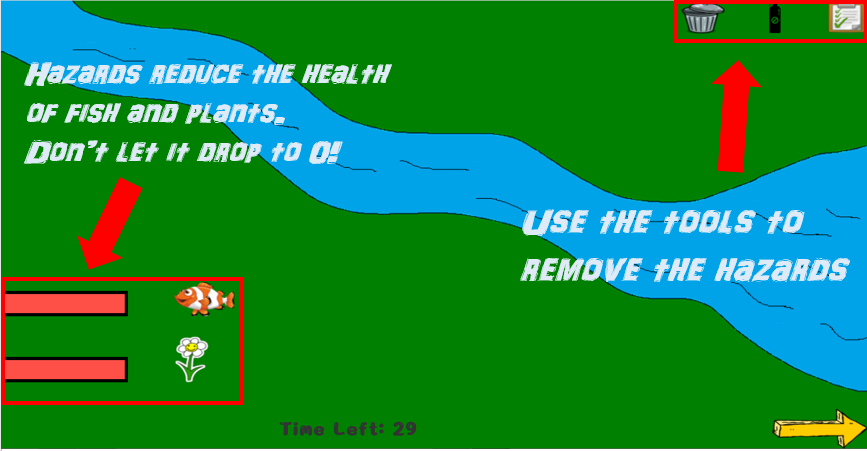 Hazards reduce the health
of fish and plants.
Don't let it drop to 0!
Use the tools to
remove the hazards
Time Left: 29